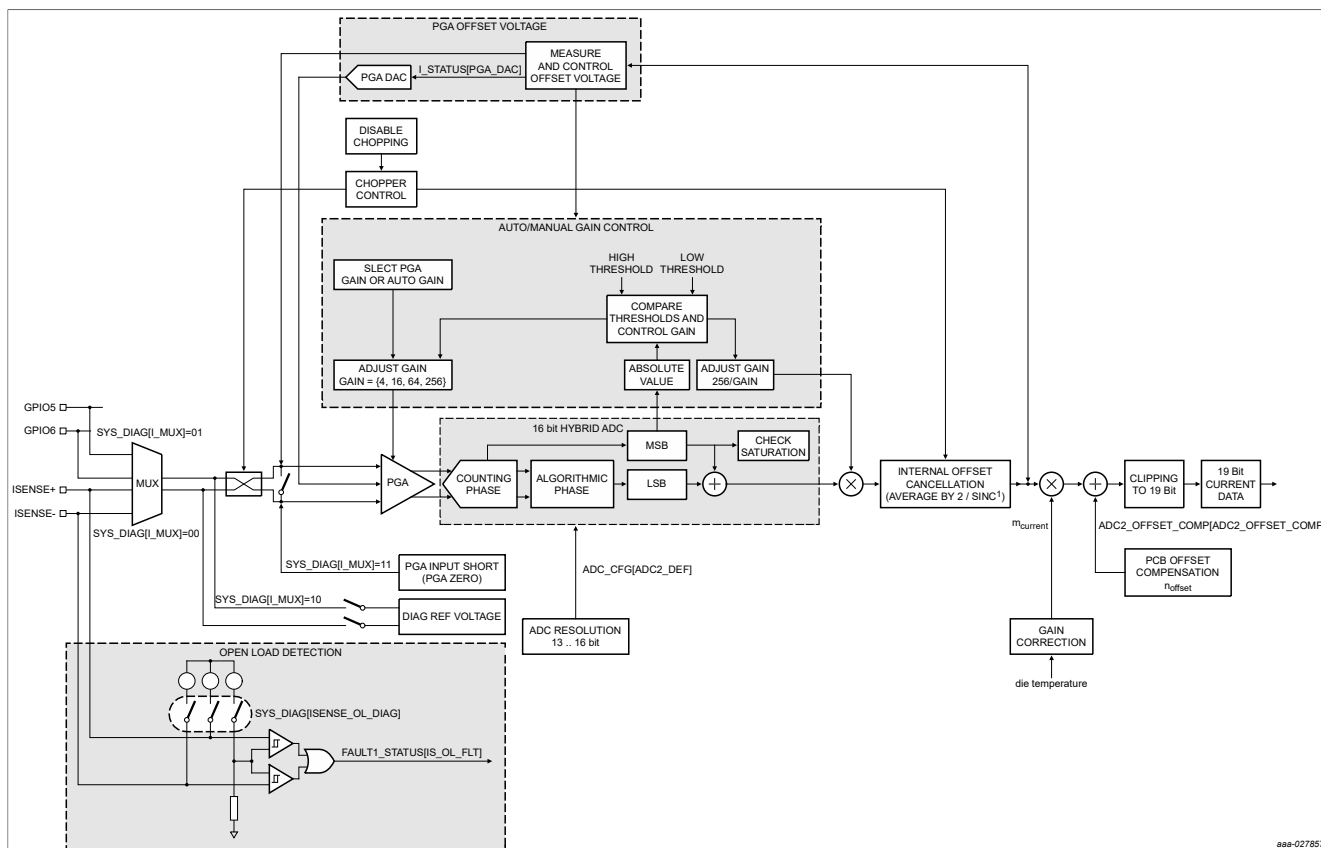 PGA OFFSET VOLTAGE
MEASURE
AND CONTROL
OFFSET VOLTAGE
I_STATUS[PGA_DAC]
PGA DAC
DISABLE
CHOPPING
CHOPPER
CONTROL
AUTO/MANUAL GAIN CONTROL
SLECT PGA
GAIN OR AUTO GAIN
HIGH
THRESHOLD
LOW
THRESHOLD
COMPARE
THRESHOLDS AND
CONTROL GAIN
ADJUST GAIN
GAIN = {4, 16, 64, 256}
ABSOLUTE
VALUE
ADJUST GAIN
256/GAIN
GPIO5
GPIO6
SYS_DIAG[I_MUX]=01
ISENSE+
ISENSE-
MUX
SYS_DIAG[I_MUX]=00
PGA
16 bit HYBRID ADC
COUNTING
PHASE
ALGORITHMIC
PHASE
MSB
LSB
CHECK
SATURATION
INTERNAL OFFSET
CANCELLATION
(AVERAGE BY 2 / SINC1)
mcurrent
CLIPPING
TO 19 Bit
19 Bit
CURRENT
DATA
ADC2_OFFSET_COMP[ADC2_OFFSET_COMP
PCB OFFSET
COMPENSATION
noffset
SYS_DIAG[I_MUX]=11
PGA INPUT SHORT
(PGA ZERO)
SYS_DIAG[I_MUX]=10
DIAG REF VOLTAGE
ADC_CFG[ADC2_DEF]
ADC RESOLUTION
13 .. 16 bit
GAIN
CORRECTION
die temperature
OPEN LOAD DETECTION
SYS_DIAG[ISENSE_OL_DIAG]
FAULT1_STATUS[IS_OL_FLT]
aaa-027857